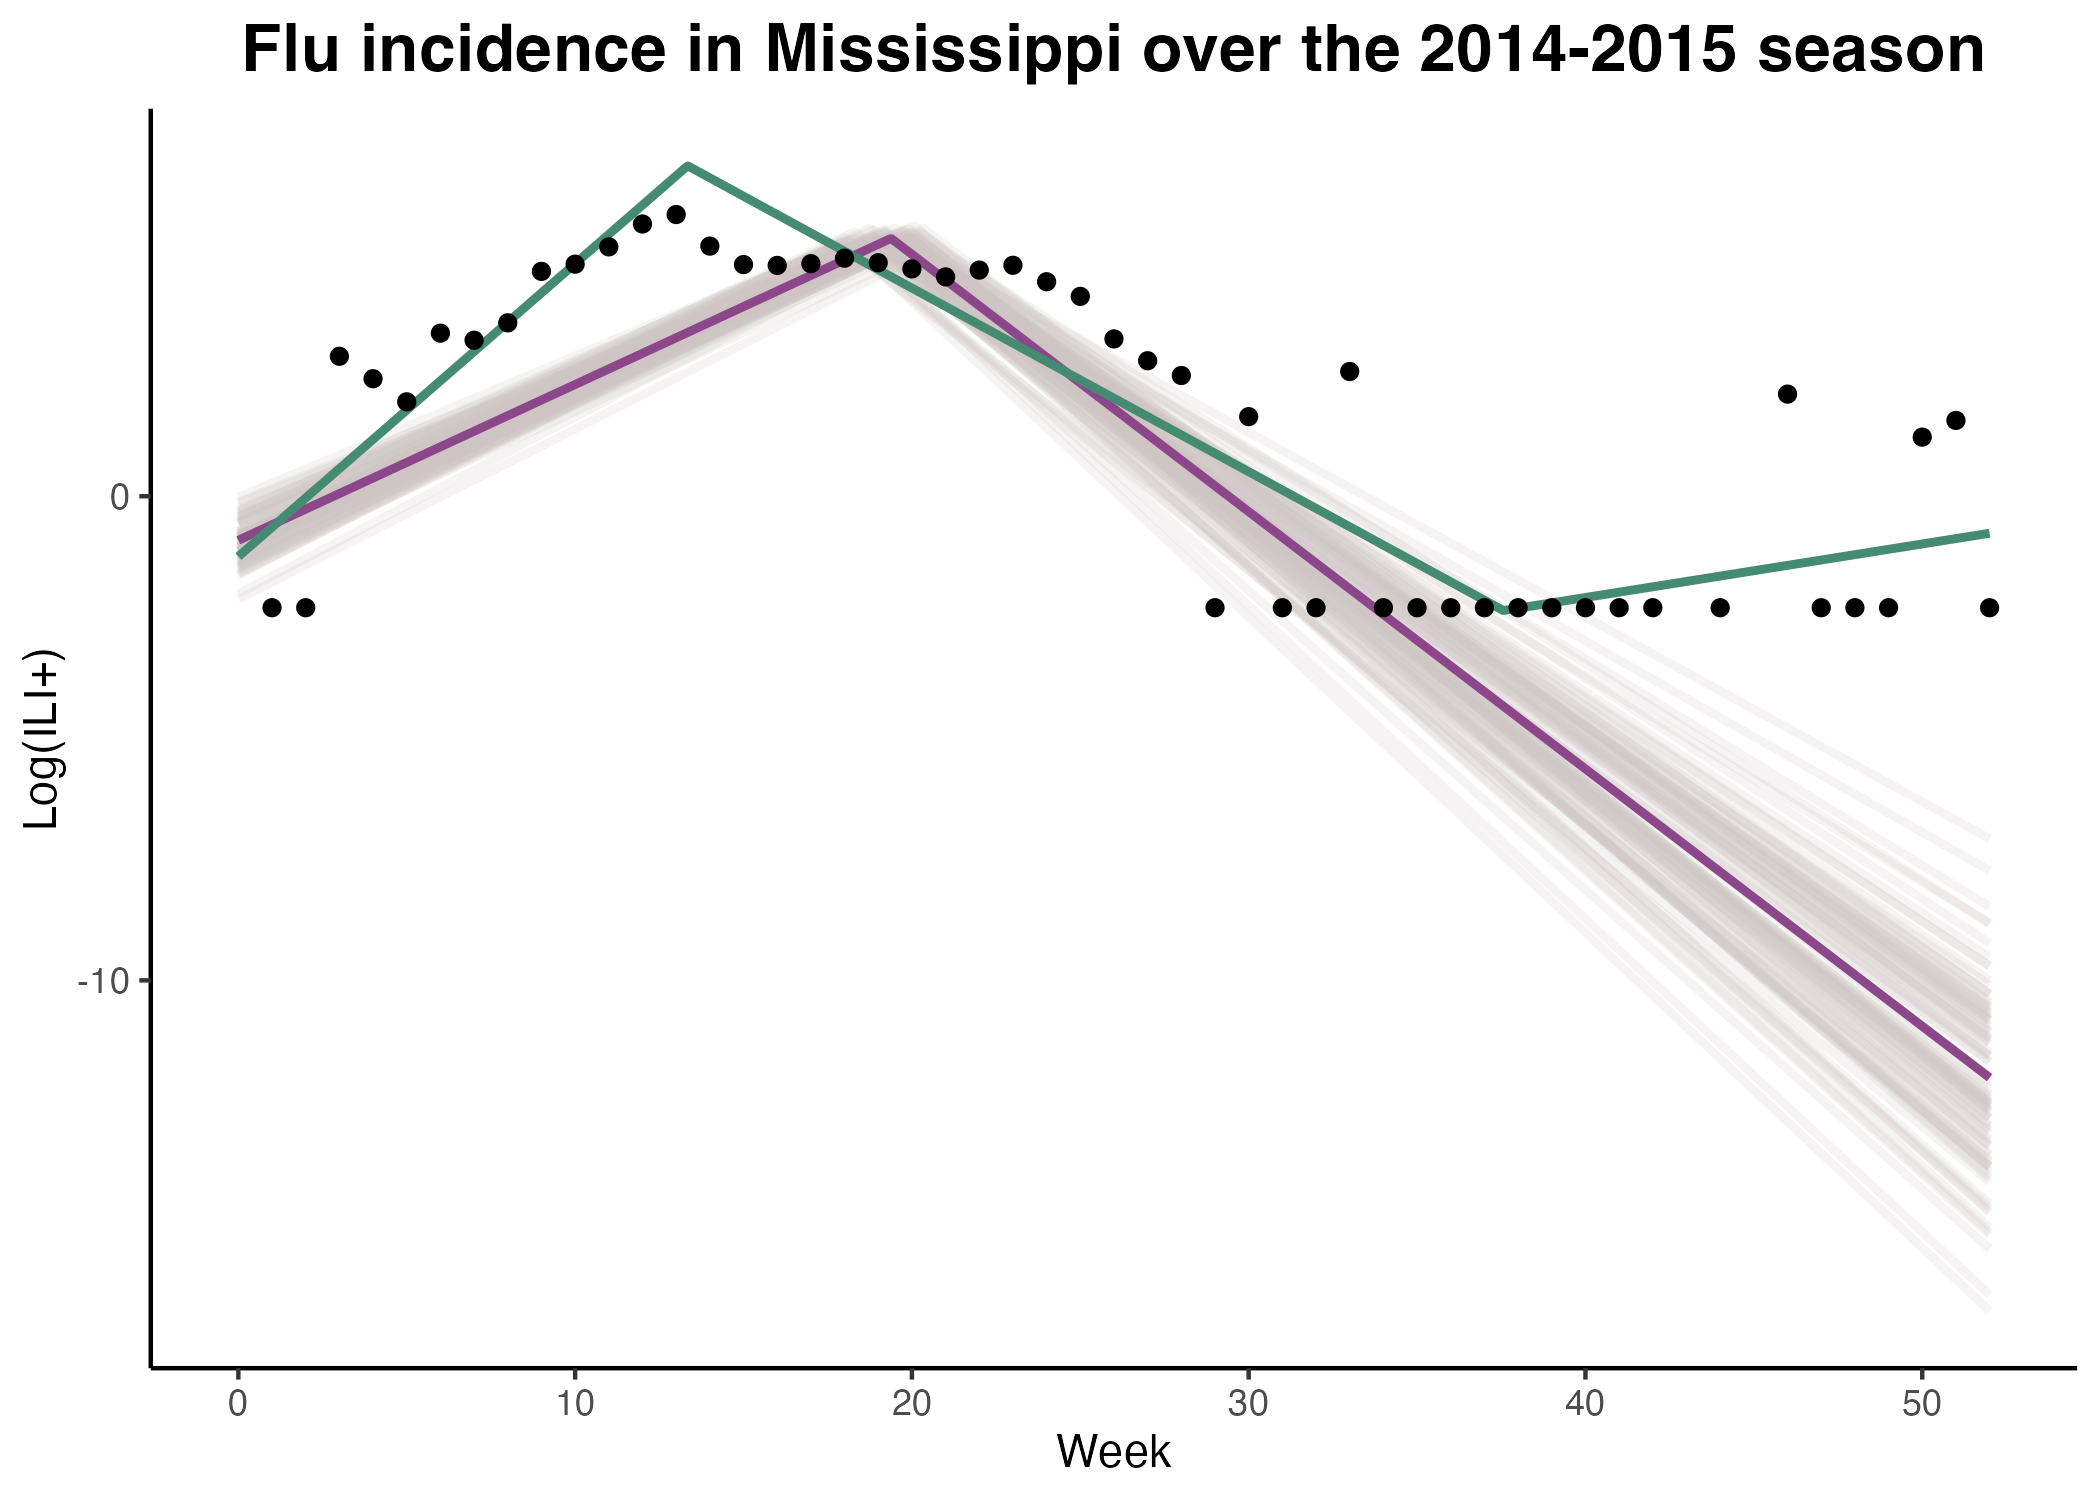 Flu incidence in Mississippi over the 2014-2015 season
Log(ILI+)
0
-10
0 10 20 30 40 50
Week